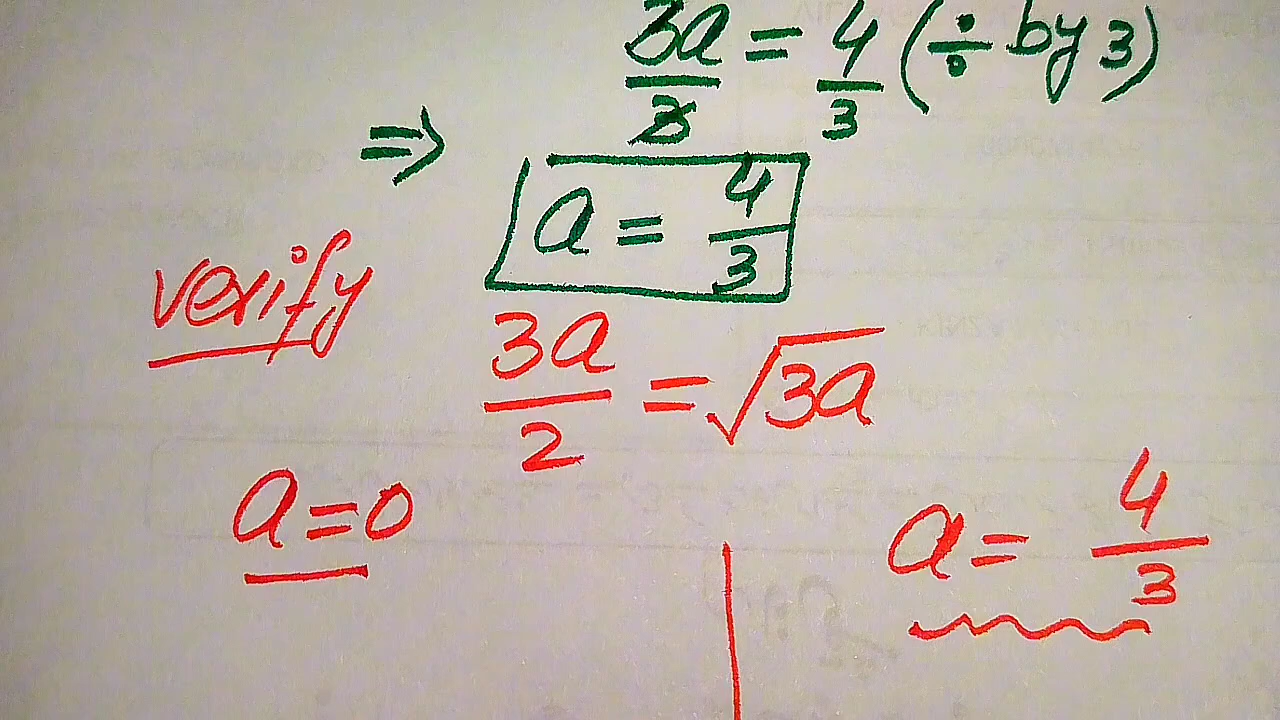 3a/3 = 4/3 (÷ by 3)
⇒ a = 4/3
verify
3a/2 = √3a
a = 0
a = 4/3